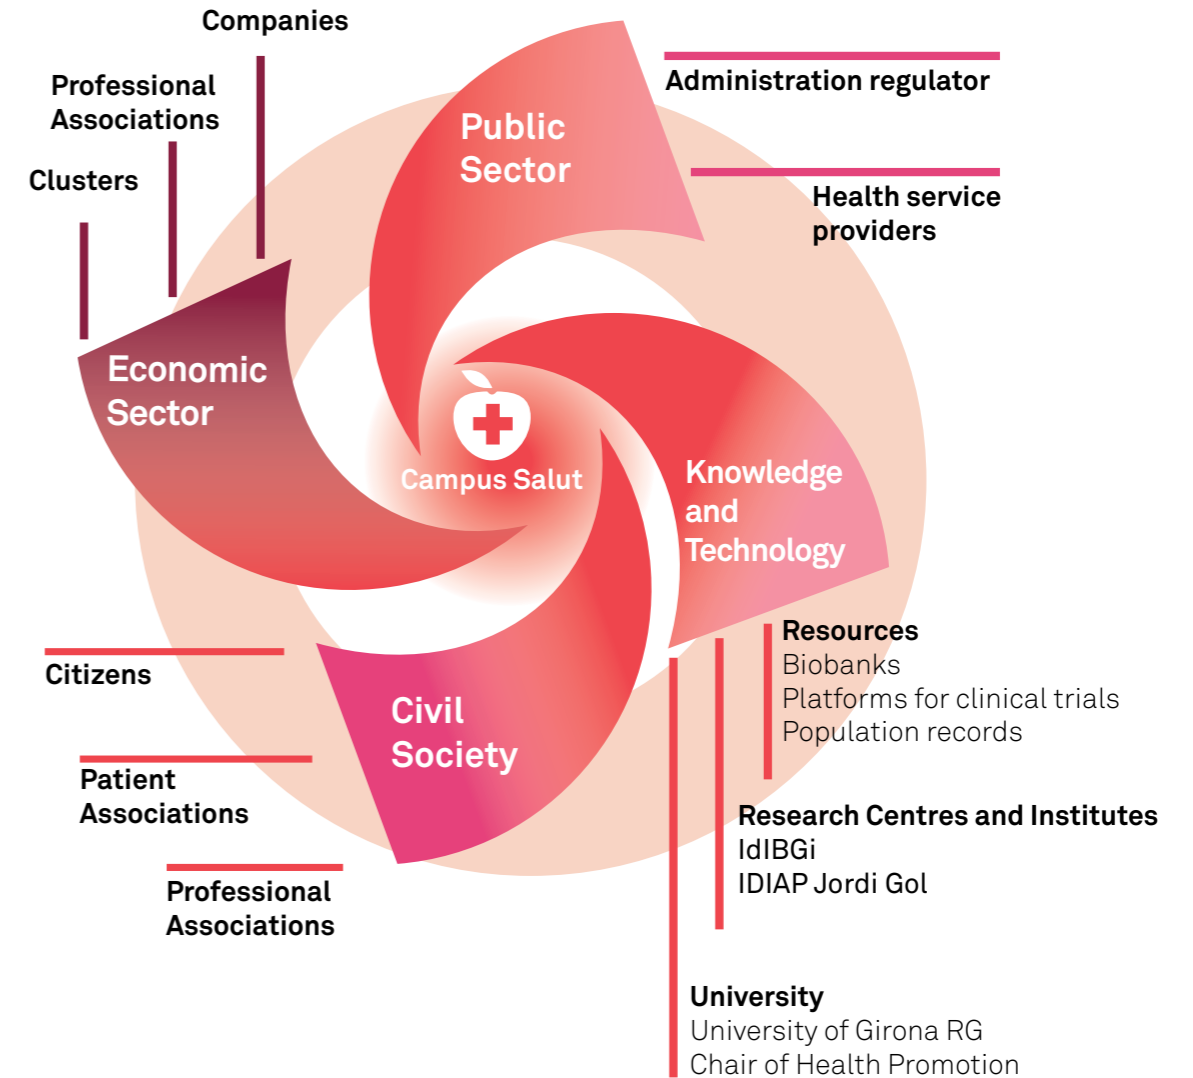 Companies
Professional
Associations
Clusters
Public
Sector
Administration regulator
Health service
providers
Economic
Sector
Campus Salut
Knowledge
and
Technology
Resources
Biobanks
Platforms for clinical trials
Population records
Research Centres and Institutes
IdIBGi
IDIAP Jordi Gol
University
University of Girona RG
Chair of Health Promotion
Civil
Society
Citizens
Patient
Associations
Professional
Associations